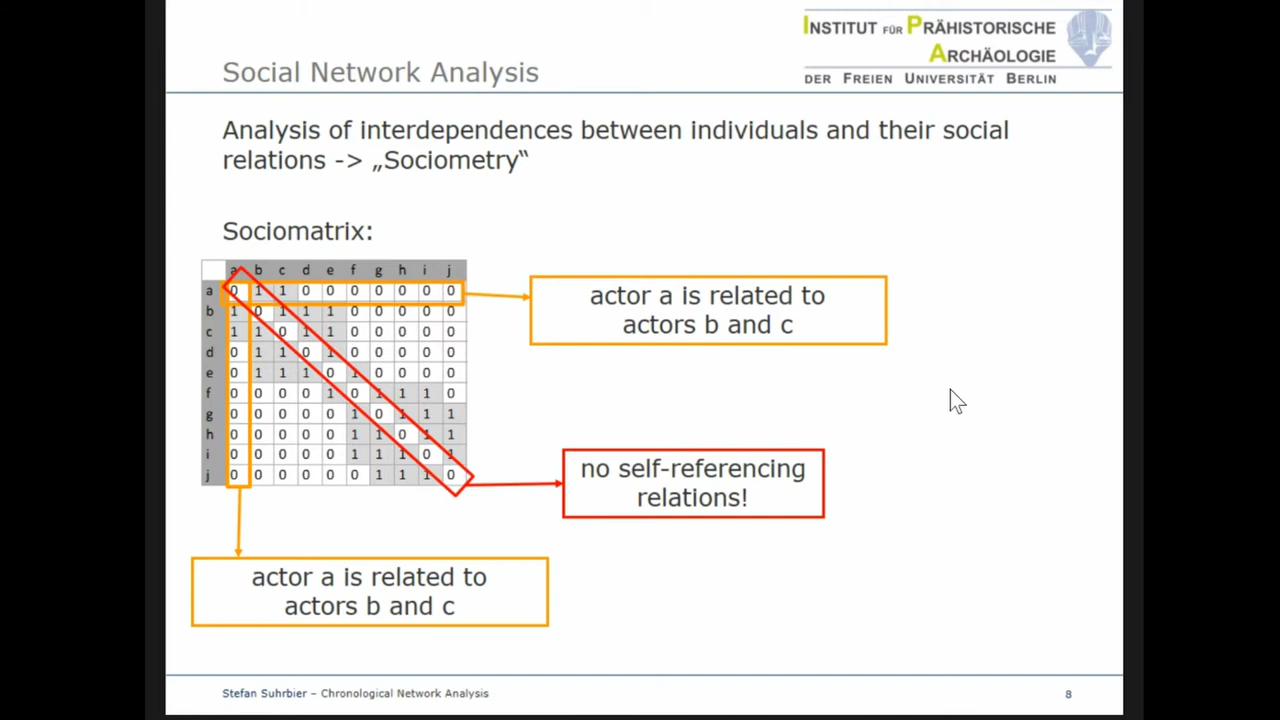 INSTITUT FÜR PRÄHISTORISCHE
ARCHÄOLOGIE
DER FREIEN UNIVERSITÄT BERLIN
Social Network Analysis
Analysis of interdependences between individuals and their social
relations -> „Sociometry“
Sociomatrix:
a b c d e f g h i j
a 0 1 1 0 0 0 0 0 0 0
b 1 0 1 1 1 0 0 0 0 0
c 1 1 0 1 1 0 0 0 0 0
d 0 1 1 0 1 0 0 0 0 0
e 0 1 1 1 0 1 0 0 0 0
f 0 0 0 0 1 0 1 1 1 0
g 0 0 0 0 0 1 0 1 1 1
h 0 0 0 0 0 1 1 0 1 1
i 0 0 0 0 0 1 1 1 0 1
j 0 0 0 0 0 0 1 1 1 0
actor a is related to
actors b and c
no self-referencing
relations!
actor a is related to
actors b and c
Stefan Suhrbier – Chronological Network Analysis
8